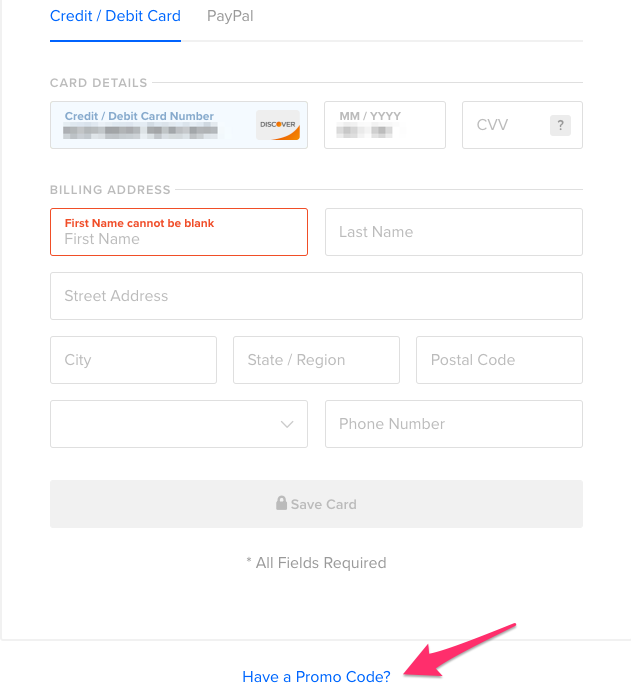 Credit / Debit Card PayPal
CARD DETAILS
Credit / Debit Card Number DISCOVER MM / YYYY CVV ?
BILLING ADDRESS
First Name cannot be blank
First Name Last Name
Street Address
City State / Region Postal Code
Phone Number
Save Card
* All Fields Required
Have a Promo Code?